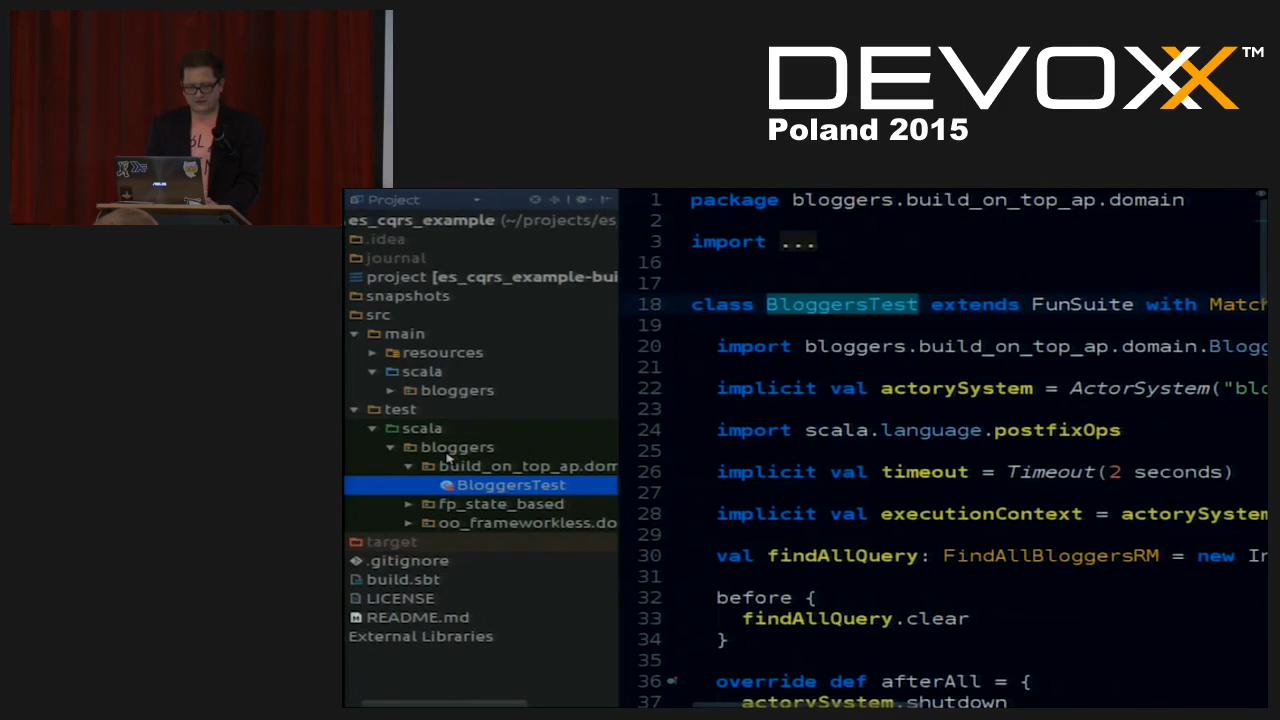 DEVOXX™
Poland 2015
Project
es_cqrs_example (~/projects/es
.idea
journal
project [es_cqrs_example-bui
snapshots
src
main
resources
scala
bloggers
test
scala
bloggers
build_on_top_ap.dom
BloggersTest
fp_state_based
oo_frameworkless.do
target
.gitignore
build.sbt
LICENSE
README.md
External Libraries
1 package bloggers.build_on_top_ap.domain
2
3 import ...
16
17
18 class BloggersTest extends FunSuite with Match
19
20 import bloggers.build_on_top_ap.domain.Blogg
21
22 implicit val actorySystem = ActorSystem("blo
23
24 import scala.language.postfixOps
25
26 implicit val timeout = Timeout(2 seconds)
27
28 implicit val executionContext = actorySystem
29
30 val findAllQuery: FindAllBloggersRM = new In
31
32 before {
33 findAllQuery.clear
34 }
35
36 override def afterAll = {
37 actorySystem.shutdown